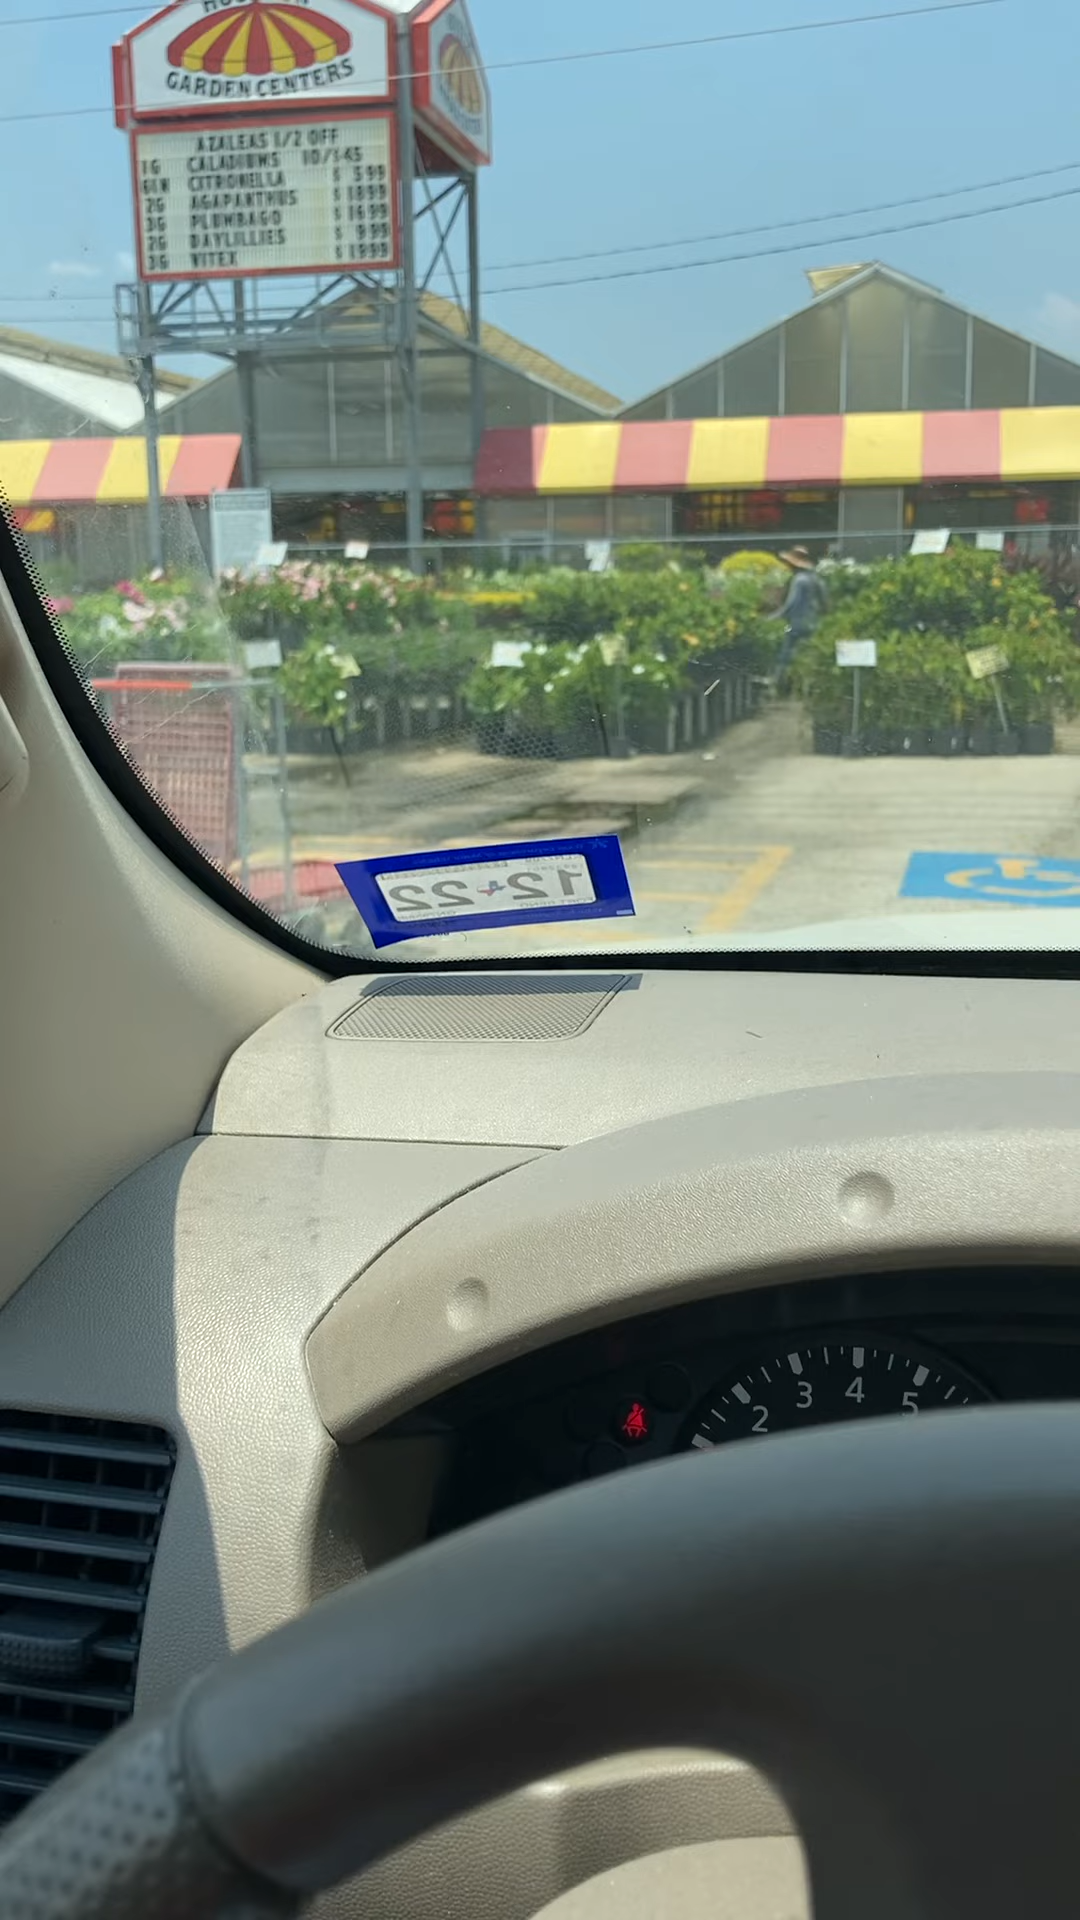 HOUSTON
GARDEN CENTERS
AZALEAS 1/2 OFF
1G CALADIUMS 10/$45
6IN CITRONELLA $ 599
2G AGAPANTHUS $ 1899
3G PLUMBAGO $ 1699
2G DAYLILLIES $ 999
3G VITEX $ 1999
12 22
2 3 4 5